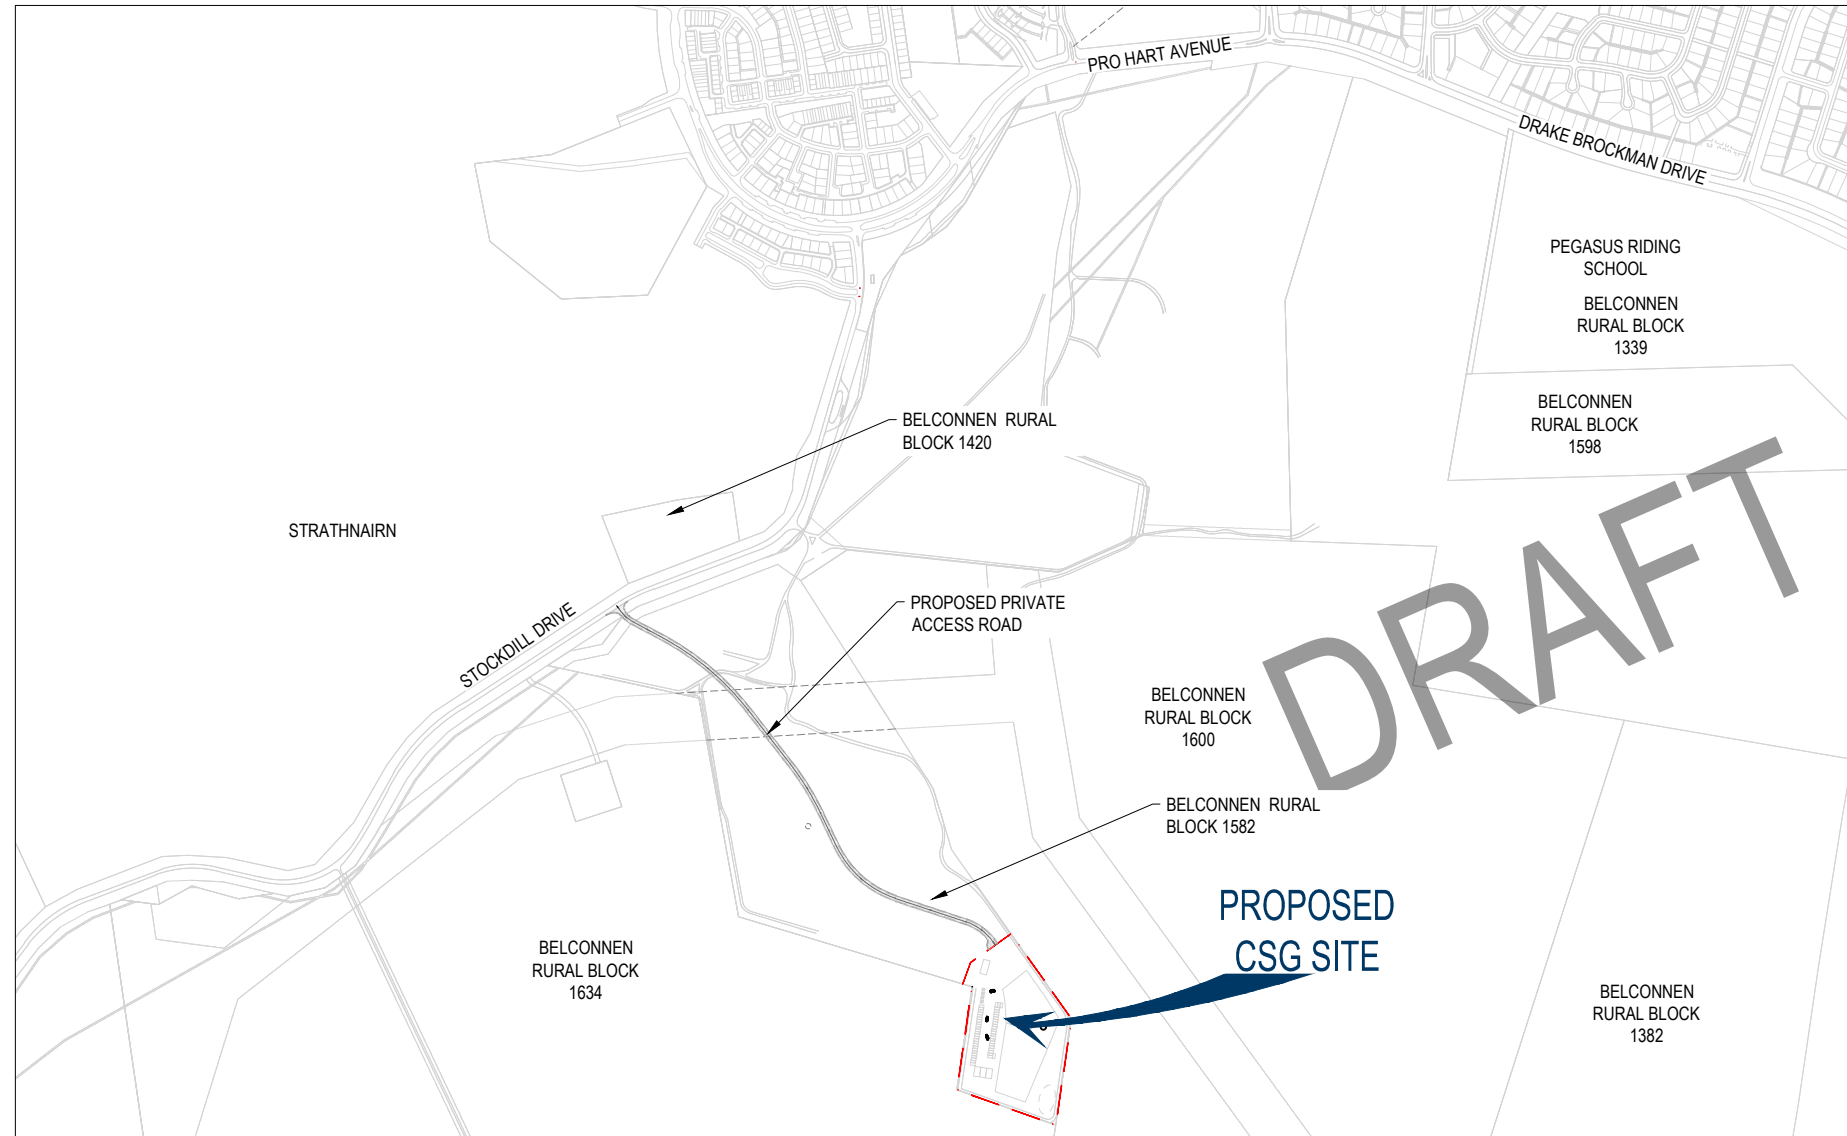 PRO HART AVENUE
DRAKE BROCKMAN DRIVE
PEGASUS RIDING
SCHOOL
BELCONNEN
RURAL BLOCK
1339
BELCONNEN
RURAL BLOCK
1598
BELCONNEN RURAL
BLOCK 1420
STRATHNAIRN
STOCKDILL DRIVE
PROPOSED PRIVATE
ACCESS ROAD
DRAFT
BELCONNEN
RURAL BLOCK
1600
BELCONNEN RURAL
BLOCK 1582
PROPOSED
CSG SITE
BELCONNEN
RURAL BLOCK
1634
BELCONNEN
RURAL BLOCK
1382